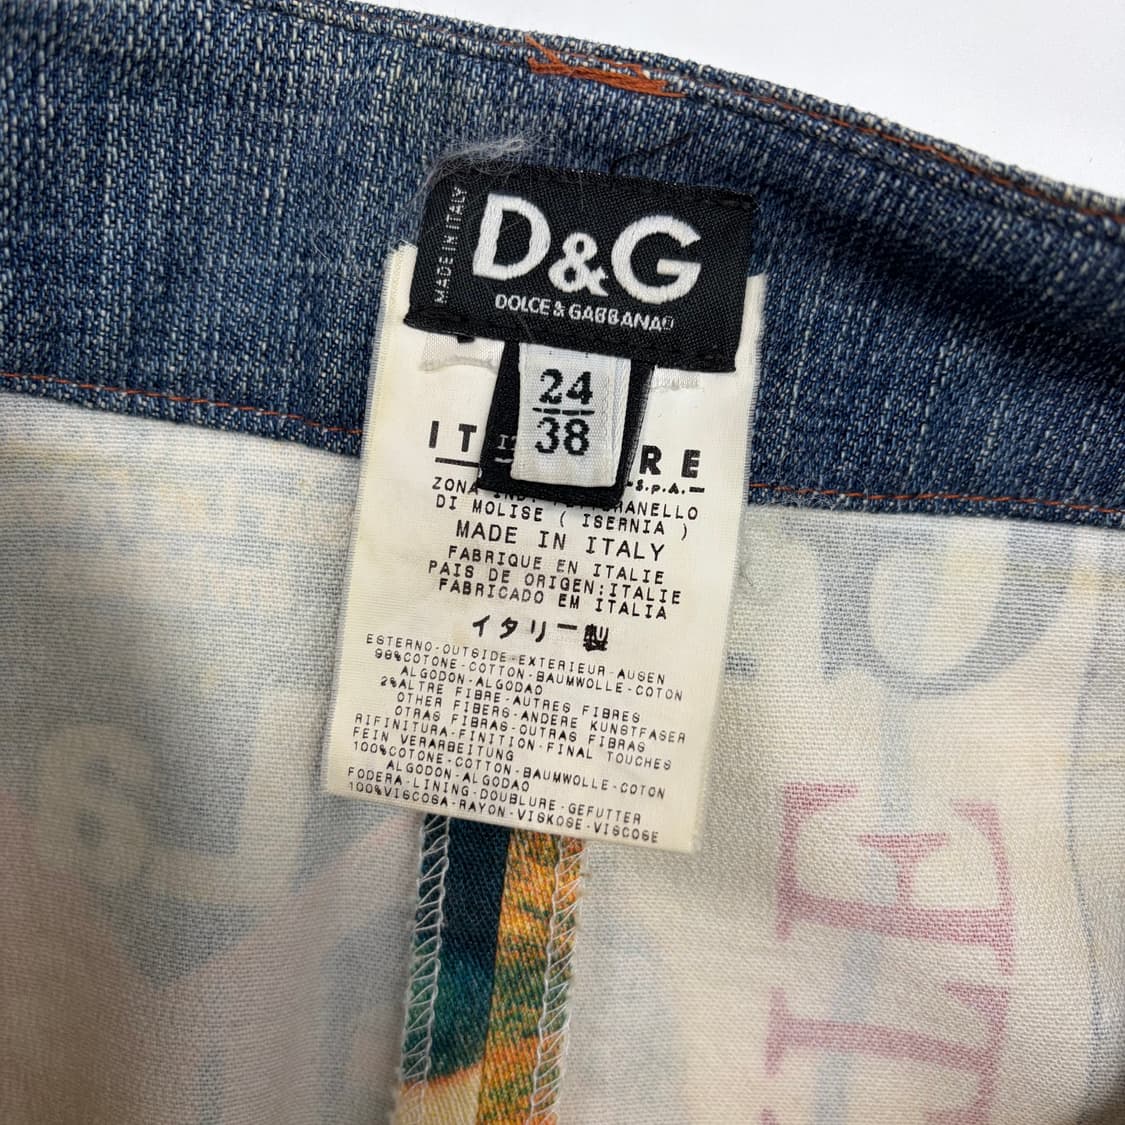 MADE IN ITALY
D&G
DOLCE & GABBANA
24
38
IT RE
S.p.A.
ZONA IND.
DI MOLISE ( ISERNIA )
MADE IN ITALY
FABRIQUE EN ITALIE
PAIS DE ORIGEN:ITALIE
FABRICADO EM ITALIA
イタリー製
ESTERNO-OUTSIDE-EXTERIEUR-AUSEN
98%COTONE-COTTON-BAUMWOLLE-COTON
ALGODON-ALGODAO
2%ALTRE FIBRE-AUTRES FIBRES
OTHER FIBERS-ANDERE KUNSTFASER
OTRAS FIBRAS-OUTRAS FIBRAS
RIFINITURA-FINITION-FINAL TOUCHES
FEIN VERARBEITUNG
100%COTONE-COTTON-BAUMWOLLE-COTON
ALGODON-ALGODAO
FODERA-LINING-DOUBLURE-GEFUTTER
100%VISCOSA-RAYON-VISKOSE-VISCOSE